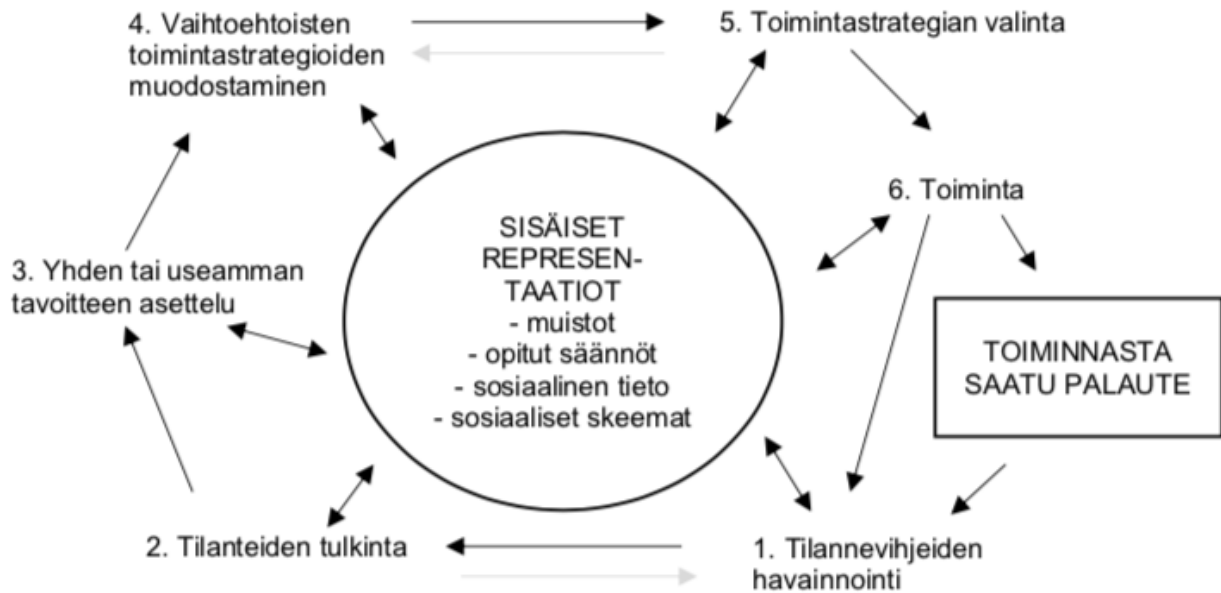 4. Vaihtoehtoisten
toimintastrategioiden
muodostaminen
5. Toimintastrategian valinta
6. Toiminta
SISÄISET
REPRESEN-
TAATIOT
- muistot
- opitut säännöt
- sosiaalinen tieto
- sosiaaliset skeemat
3. Yhden tai useamman
tavoitteen asettelu
TOIMINNASTA
SAATU PALAUTE
2. Tilanteiden tulkinta
1. Tilannevihjeiden
havainnointi